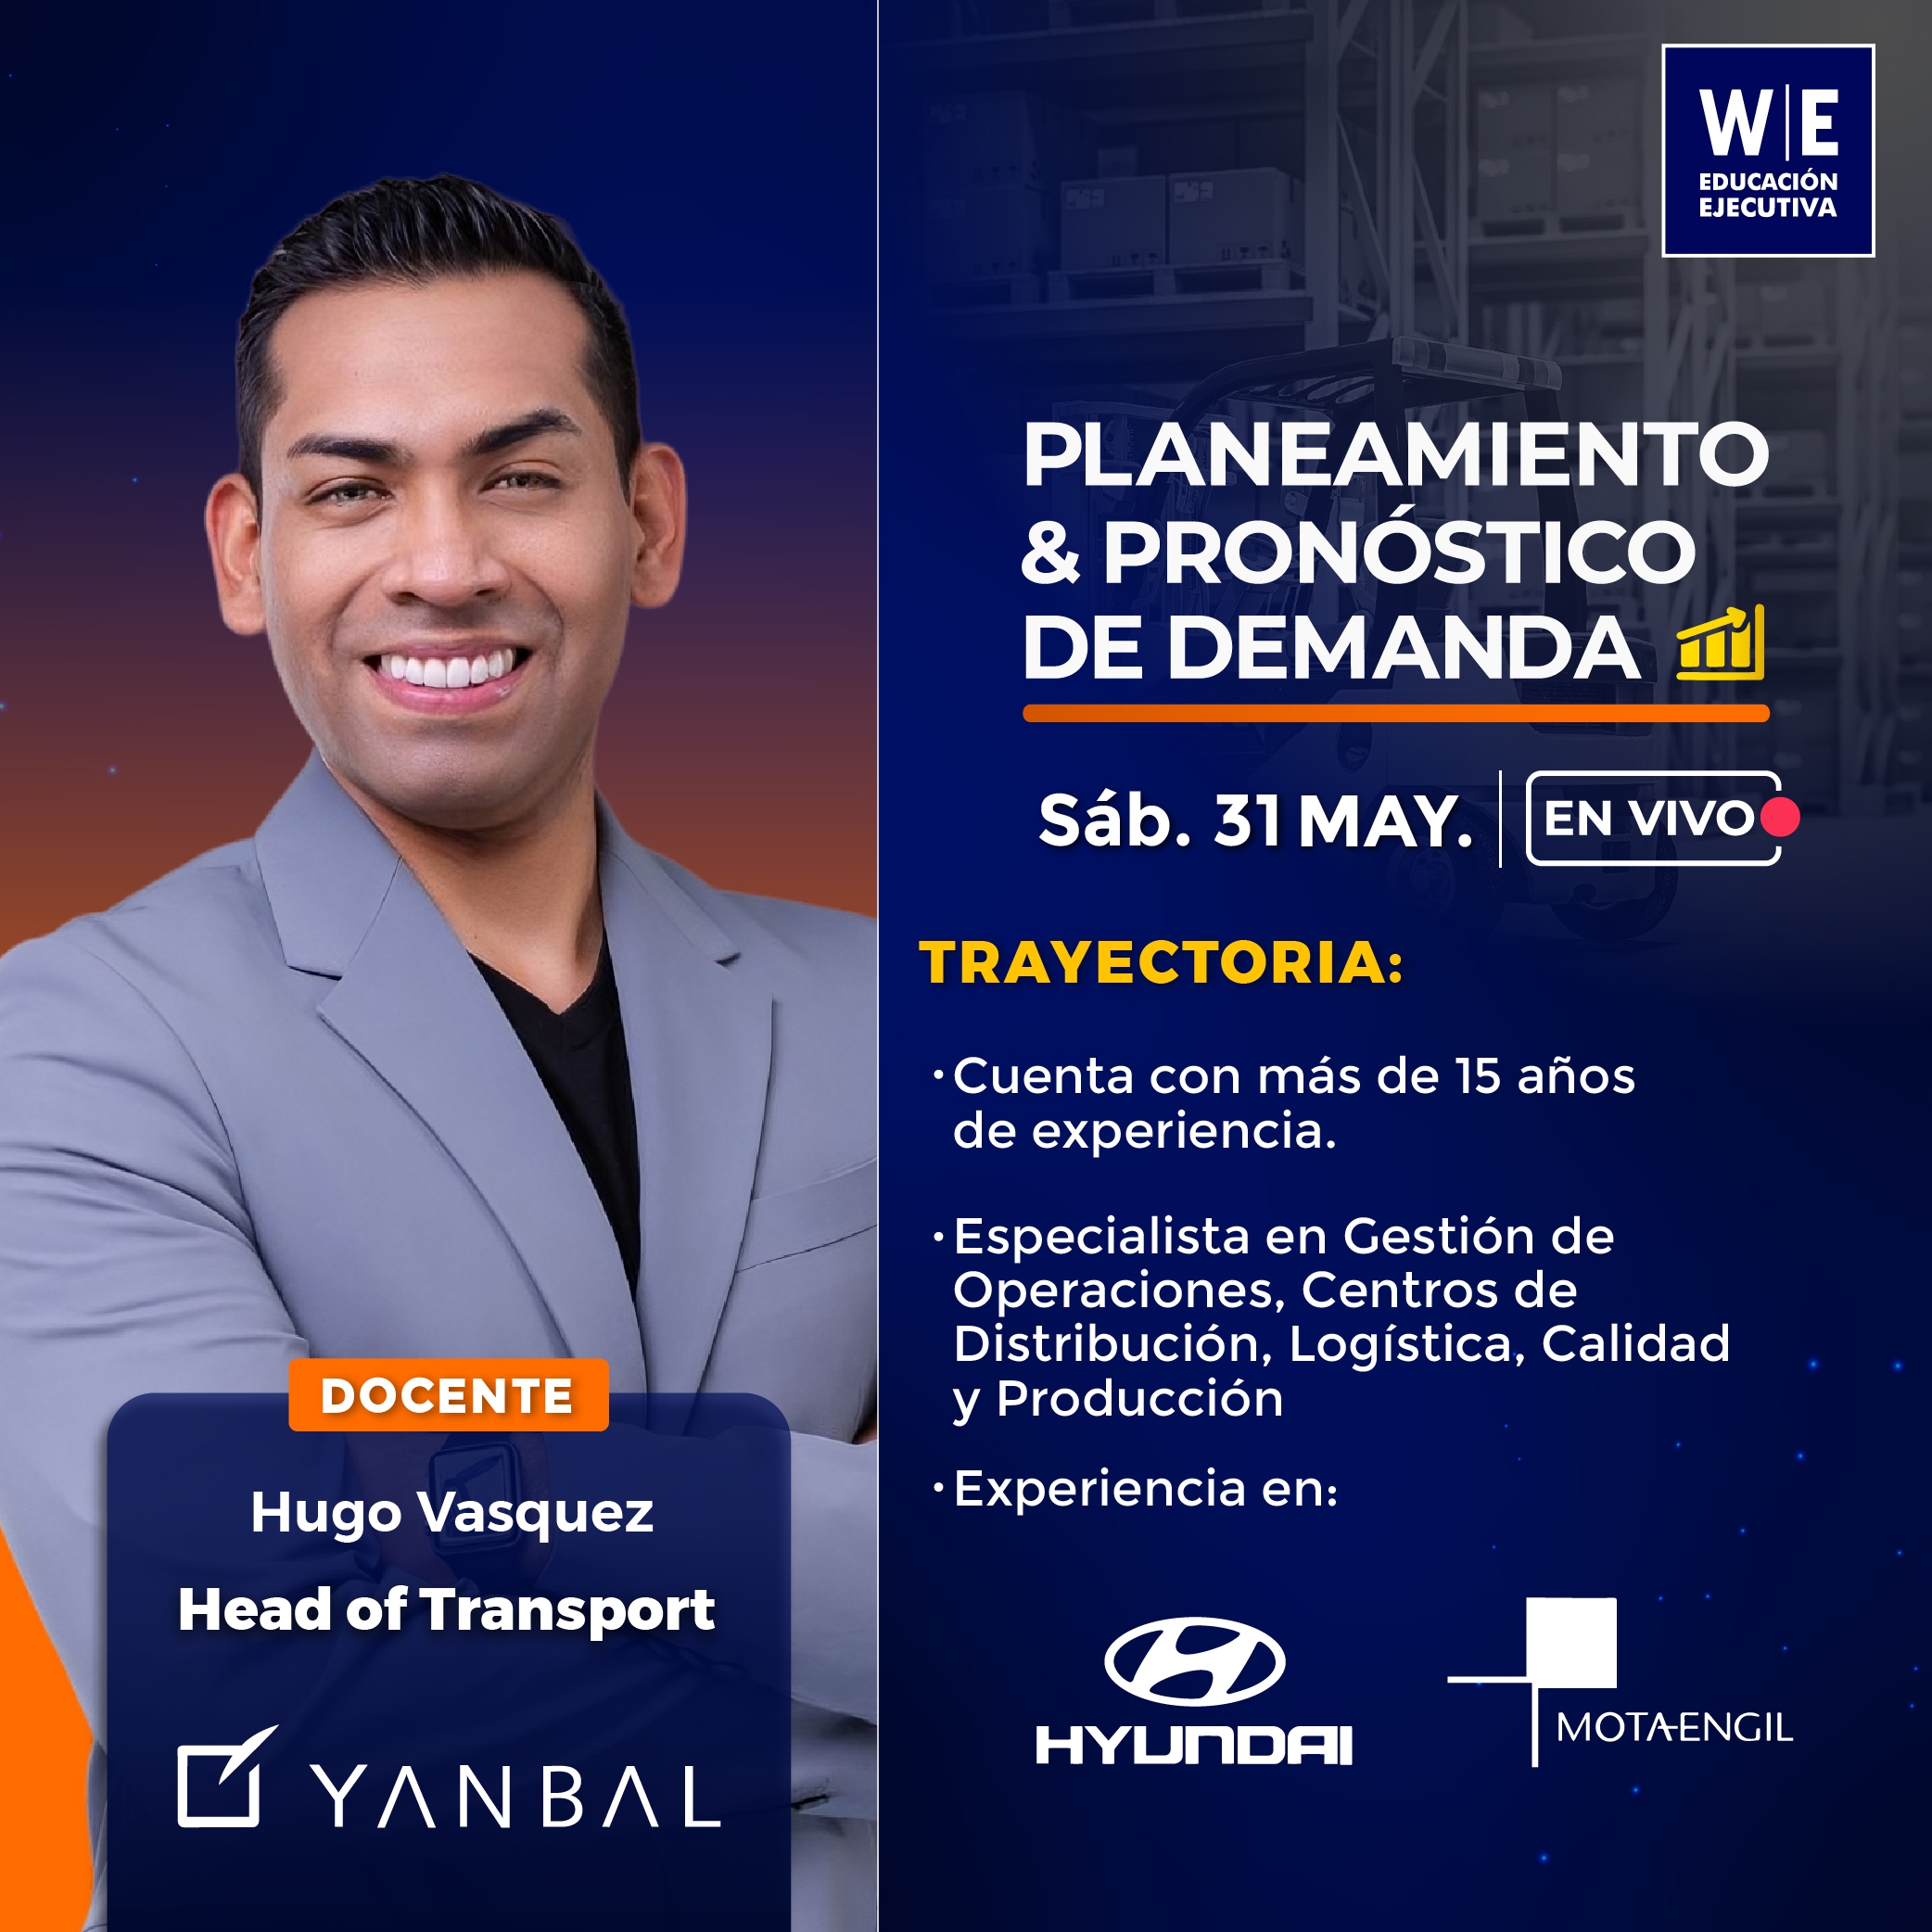 W|E
EDUCACIÓN
EJECUTIVA
PLANEAMIENTO
& PRONÓSTICO
DE DEMANDA
Sáb. 31 MAY.
EN VIVO
TRAYECTORIA:
· Cuenta con más de 15 años
de experiencia.
· Especialista en Gestión de
Operaciones, Centros de
Distribución, Logística, Calidad
y Producción
· Experiencia en:
HYUNDAI
MOTA-ENGIL
DOCENTE
Hugo Vasquez
Head of Transport
YANBAL